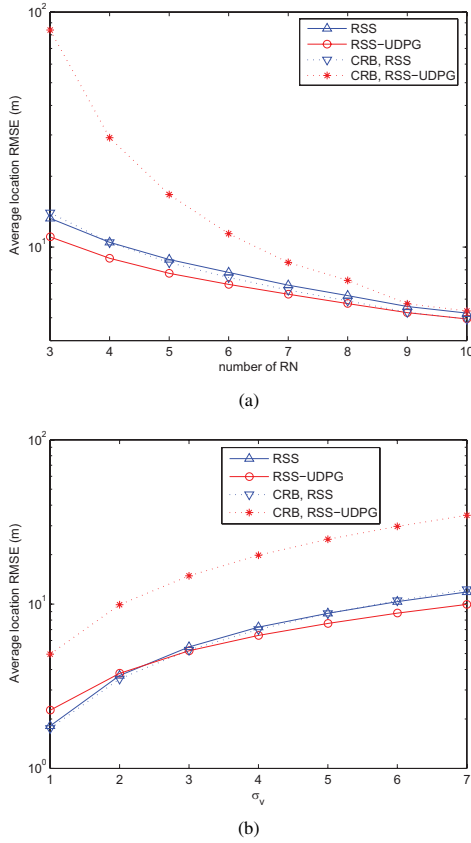 10²
RSS
RSS−UDPG
CRB, RSS
CRB, RSS−UDPG
Average location RMSE (m)
10¹
3 4 5 6 7 8 9 10
number of RN
(a)
10²
RSS
RSS−UDPG
CRB, RSS
CRB, RSS−UDPG
Average location RMSE (m)
10¹
10⁰
1 2 3 4 5 6 7
σᵥ
(b)